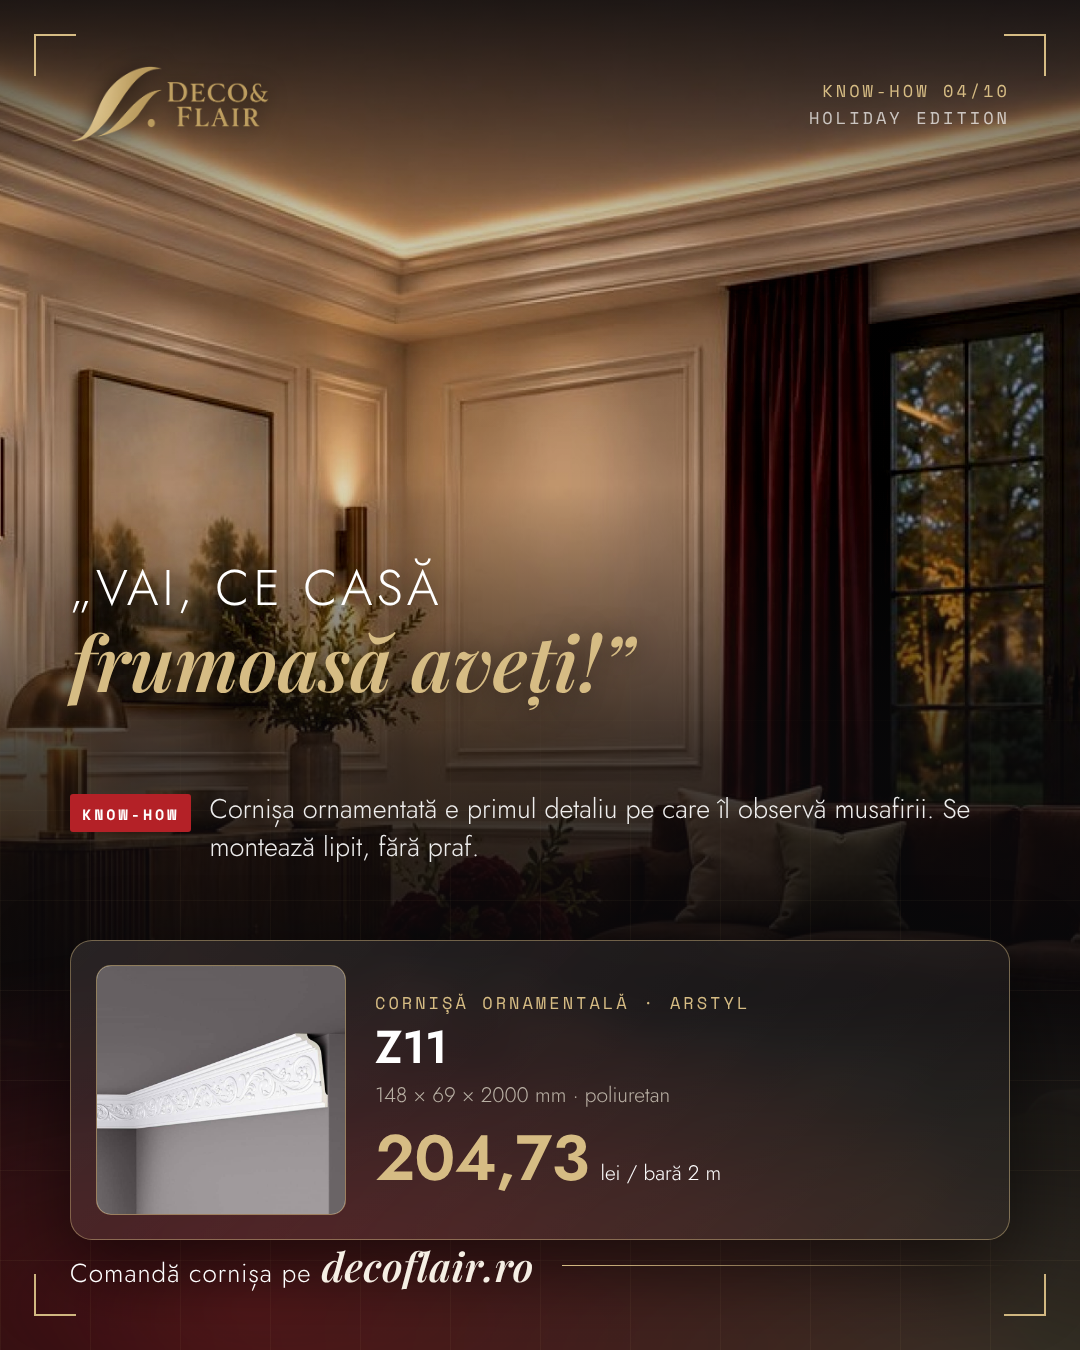 DECO&
FLAIR
KNOW-HOW 04/10
HOLIDAY EDITION
„VAI, CE CASĂ
frumoasă aveți!”
KNOW-HOW
Cornișa ornamentată e primul detaliu pe care îl observă musafirii. Se
montează lipit, fără praf.
CORNIȘĂ ORNAMENTALĂ · ARSTYL
Z11
148 × 69 × 2000 mm · poliuretan
204,73 lei / bară 2 m
Comandă cornișa pe decoflair.ro